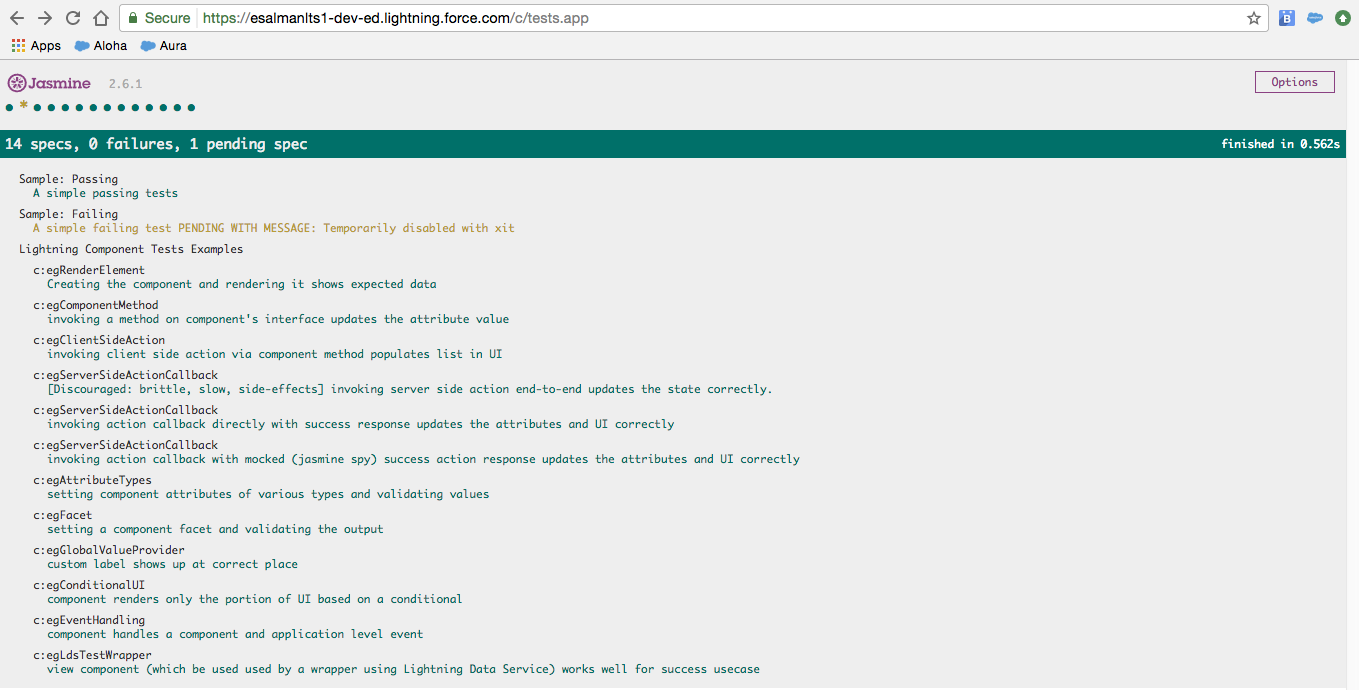 Secure https://esalmanlts1-dev-ed.lightning.force.com/c/tests.app
Apps Aloha Aura
Jasmine 2.6.1 Options
14 specs, 0 failures, 1 pending spec finished in 0.562s
Sample: Passing
A simple passing tests
Sample: Failing
A simple failing test PENDING WITH MESSAGE: Temporarily disabled with xit
Lightning Component Tests Examples
c:egRenderElement
Creating the component and rendering it shows expected data
c:egComponentMethod
invoking a method on component's interface updates the attribute value
c:egClientSideAction
invoking client side action via component method populates list in UI
c:egServerSideActionCallback
[Discouraged: brittle, slow, side-effects] invoking server side action end-to-end updates the state correctly.
c:egServerSideActionCallback
invoking action callback directly with success response updates the attributes and UI correctly
c:egServerSideActionCallback
invoking action callback with mocked (jasmine spy) success action response updates the attributes and UI correctly
c:egAttributeTypes
setting component attributes of various types and validating values
c:egFacet
setting a component facet and validating the output
c:egGlobalValueProvider
custom label shows up at correct place
c:egConditionalUI
component renders only the portion of UI based on a conditional
c:egEventHandling
component handles a component and application level event
c:egLdsTestWrapper
view component (which be used used by a wrapper using Lightning Data Service) works well for success usecase